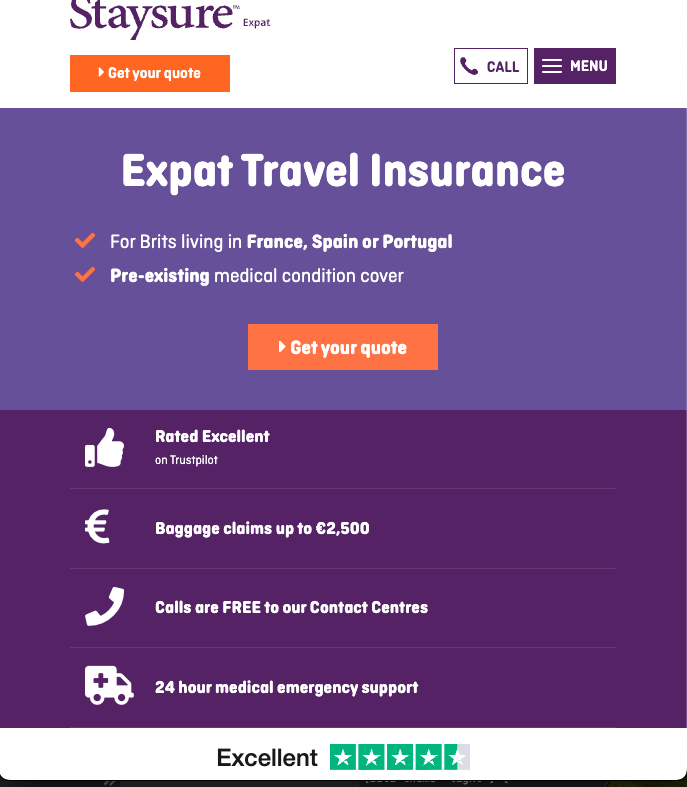 Staysure™ Expat
Get your quote
CALL
MENU
Expat Travel Insurance
For Brits living in France, Spain or Portugal
Pre-existing medical condition cover
Get your quote
Rated Excellent
on Trustpilot
€
Baggage claims up to €2,500
Calls are FREE to our Contact Centres
24 hour medical emergency support
Excellent